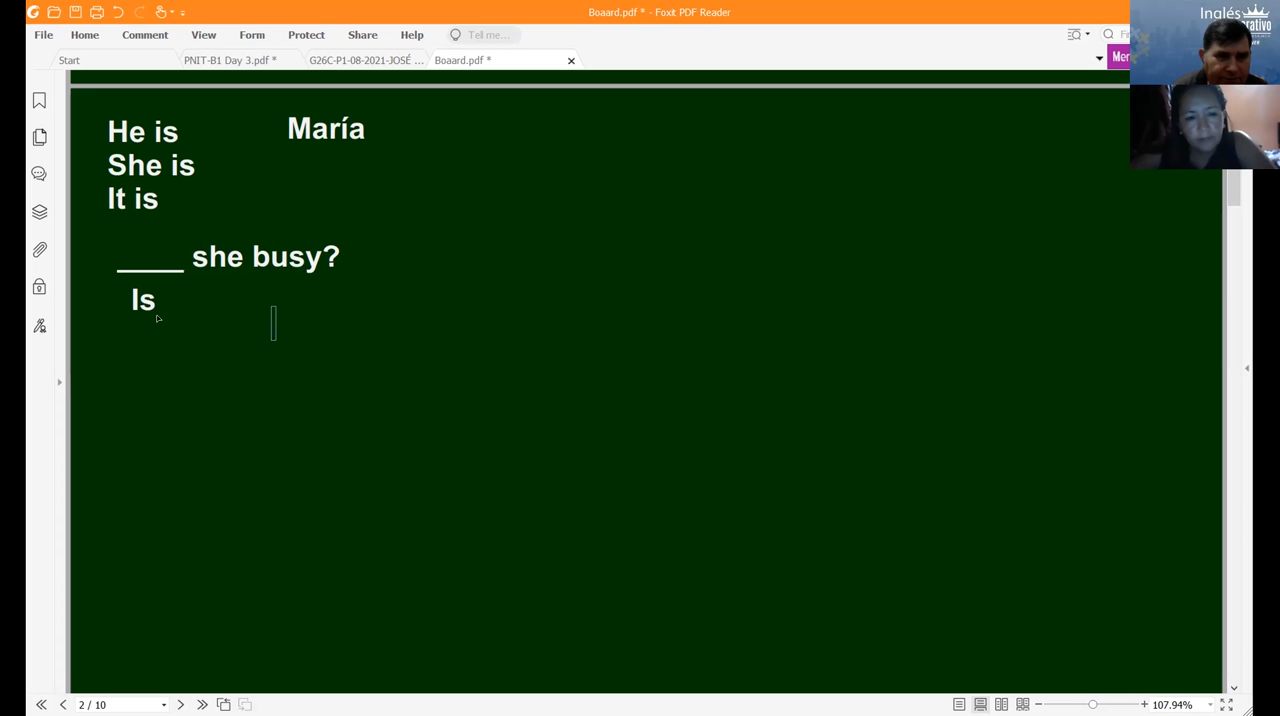 Boaard.pdf * - Foxit PDF Reader
File Home Comment View Form Protect Share Help Tell me...
Start PNIT-B1 Day 3.pdf * G26C-P1-08-2021-JOSÉ ... Boaard.pdf *
Inglés
He is
María
She is
It is
____ she busy?
Is
2 / 10
107.94%